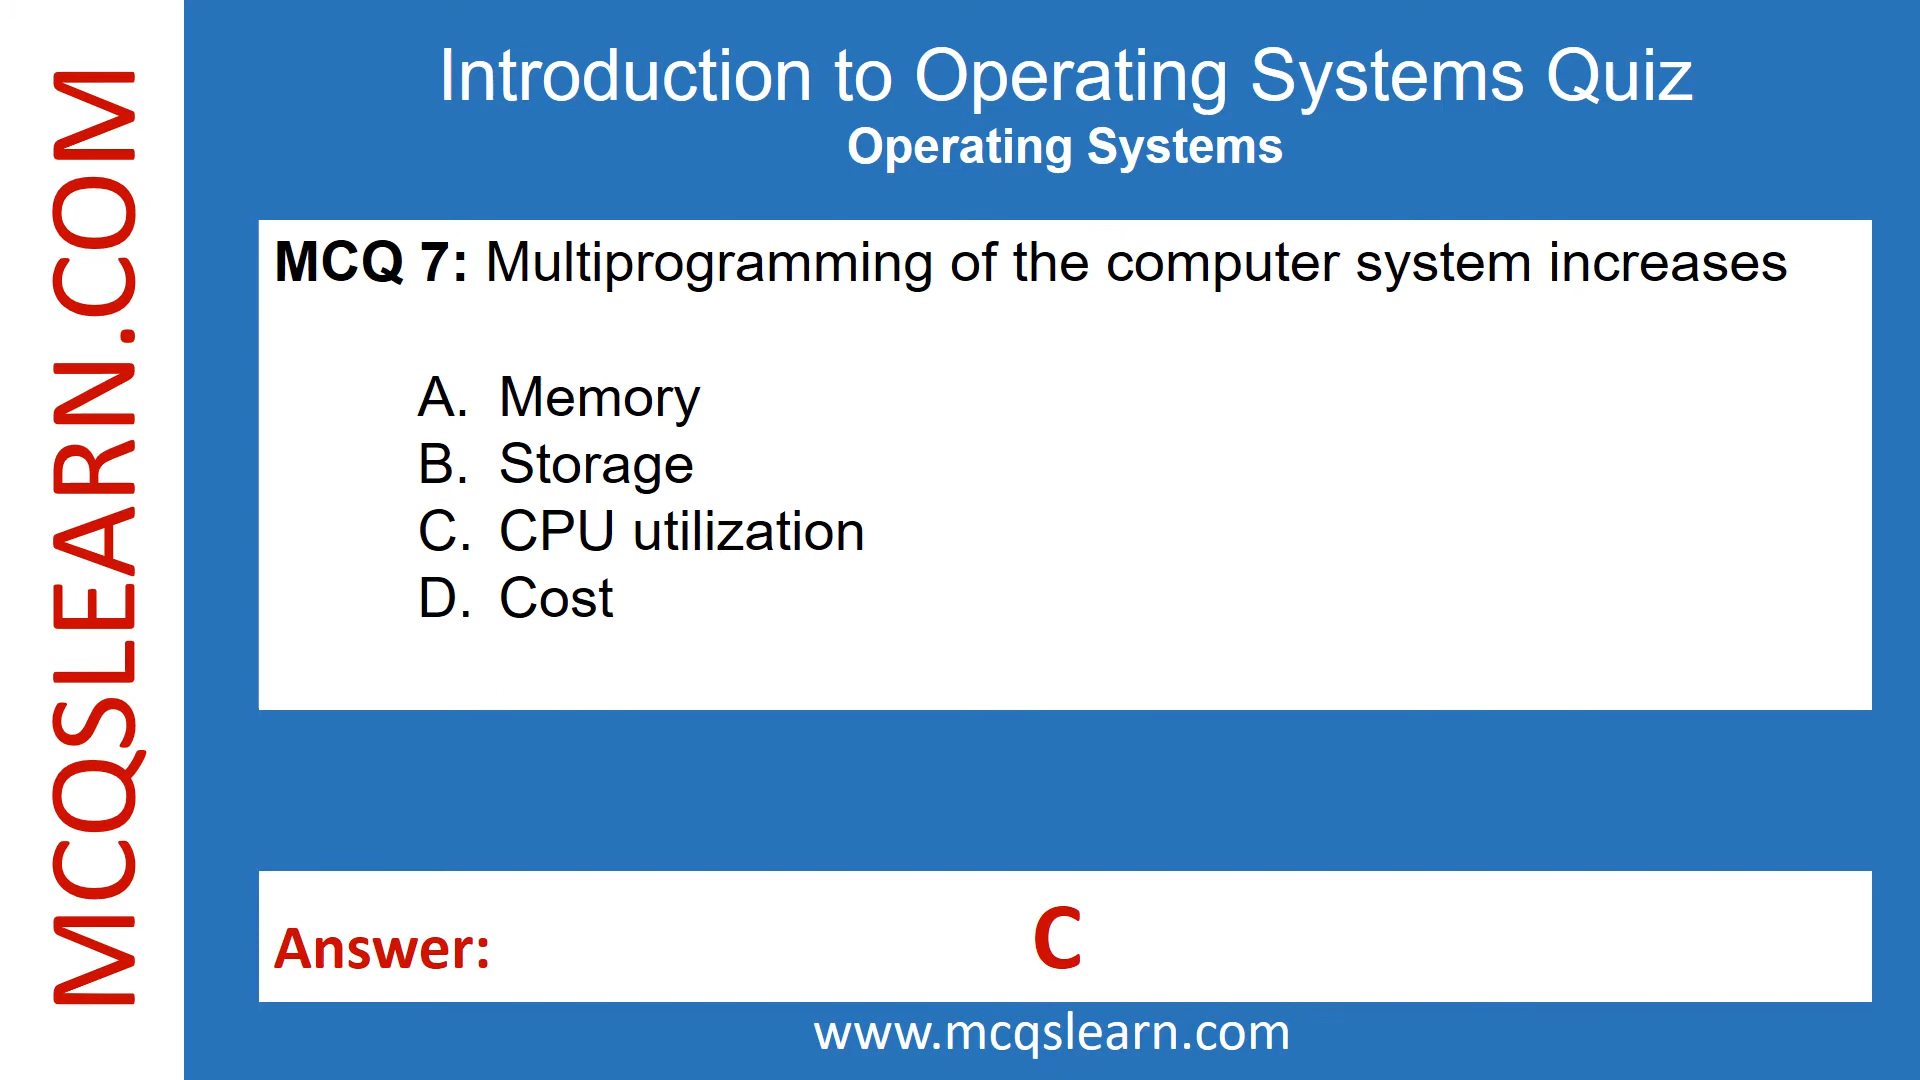 MCQSLEARN.COM
Introduction to Operating Systems Quiz
Operating Systems
MCQ 7: Multiprogramming of the computer system increases
A. Memory
B. Storage
C. CPU utilization
D. Cost
Answer: C
www.mcqslearn.com